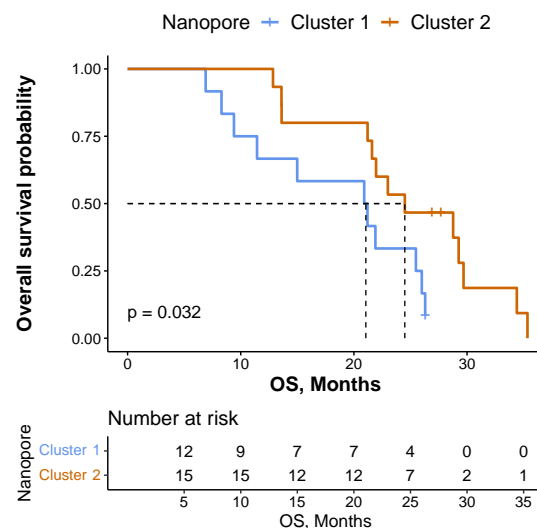 Nanopore Cluster 1 Cluster 2
Overall survival probability
1.00
0.75
0.50
0.25
0.00
p = 0.032
0 10 20 30
OS, Months
Number at risk
Nanopore
Cluster 1 12 9 7 7 4 0 0
Cluster 2 15 15 12 12 7 2 1
5 10 15 20 25 30 35
OS, Months